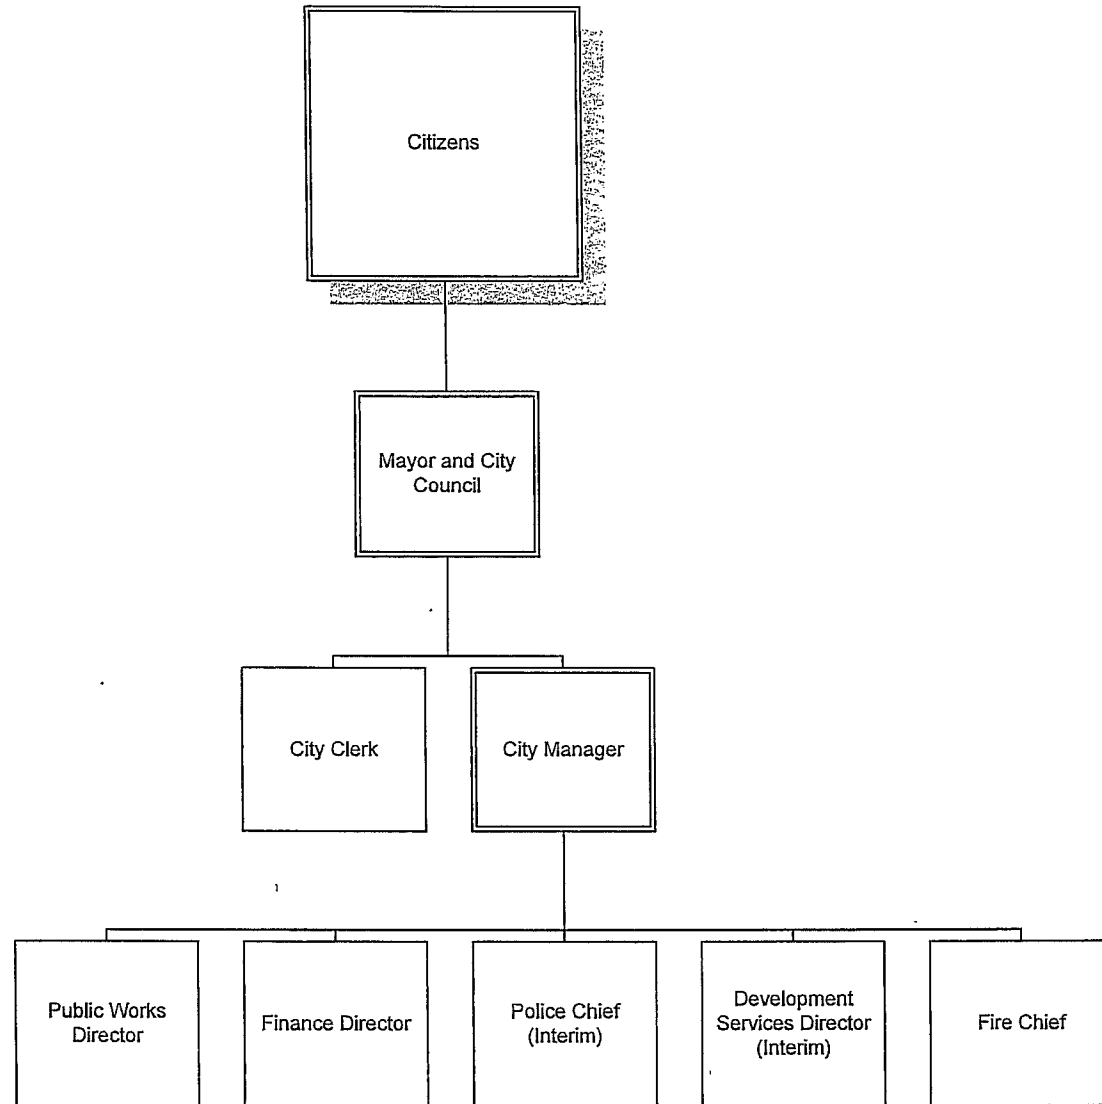 Citizens
Mayor and City
Council
City Clerk
City Manager
Public Works
Director
Finance Director
Police Chief
(Interim)
Development
Services Director
(Interim)
Fire Chief